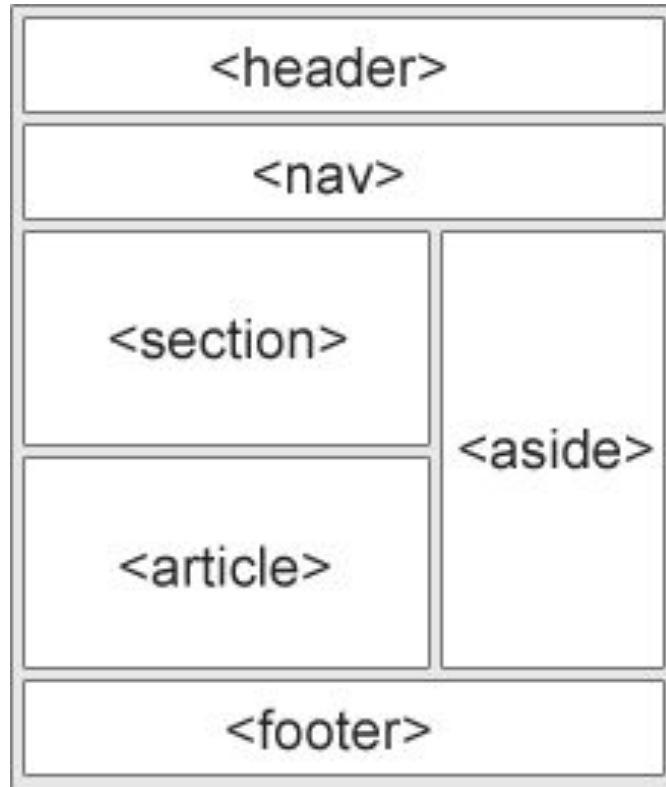 <header>
<nav>
<section>
<aside>
<article>
<footer>